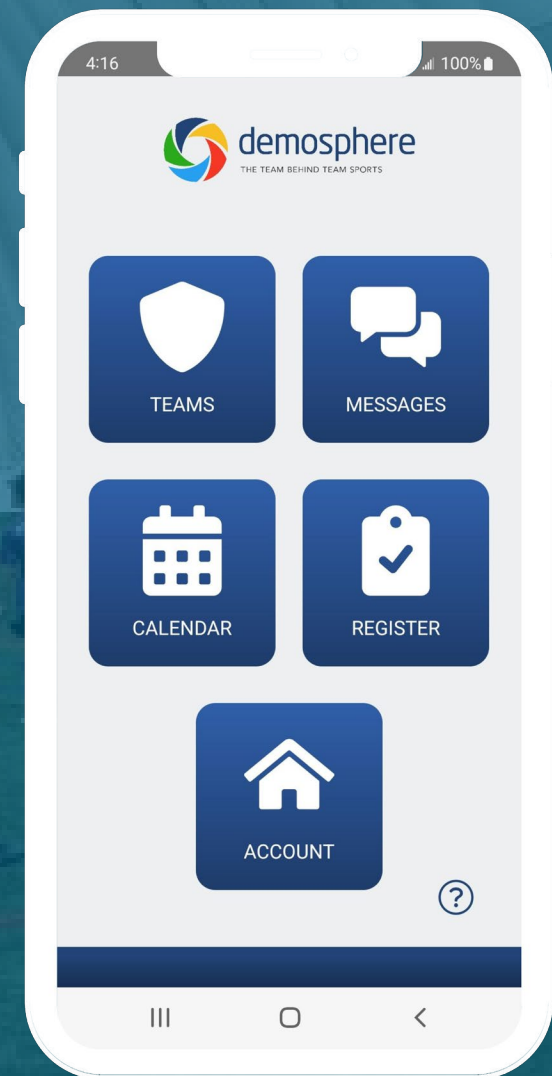 4:16
100%
demosphere
THE TEAM BEHIND TEAM SPORTS
TEAMS
MESSAGES
CALENDAR
REGISTER
ACCOUNT
?